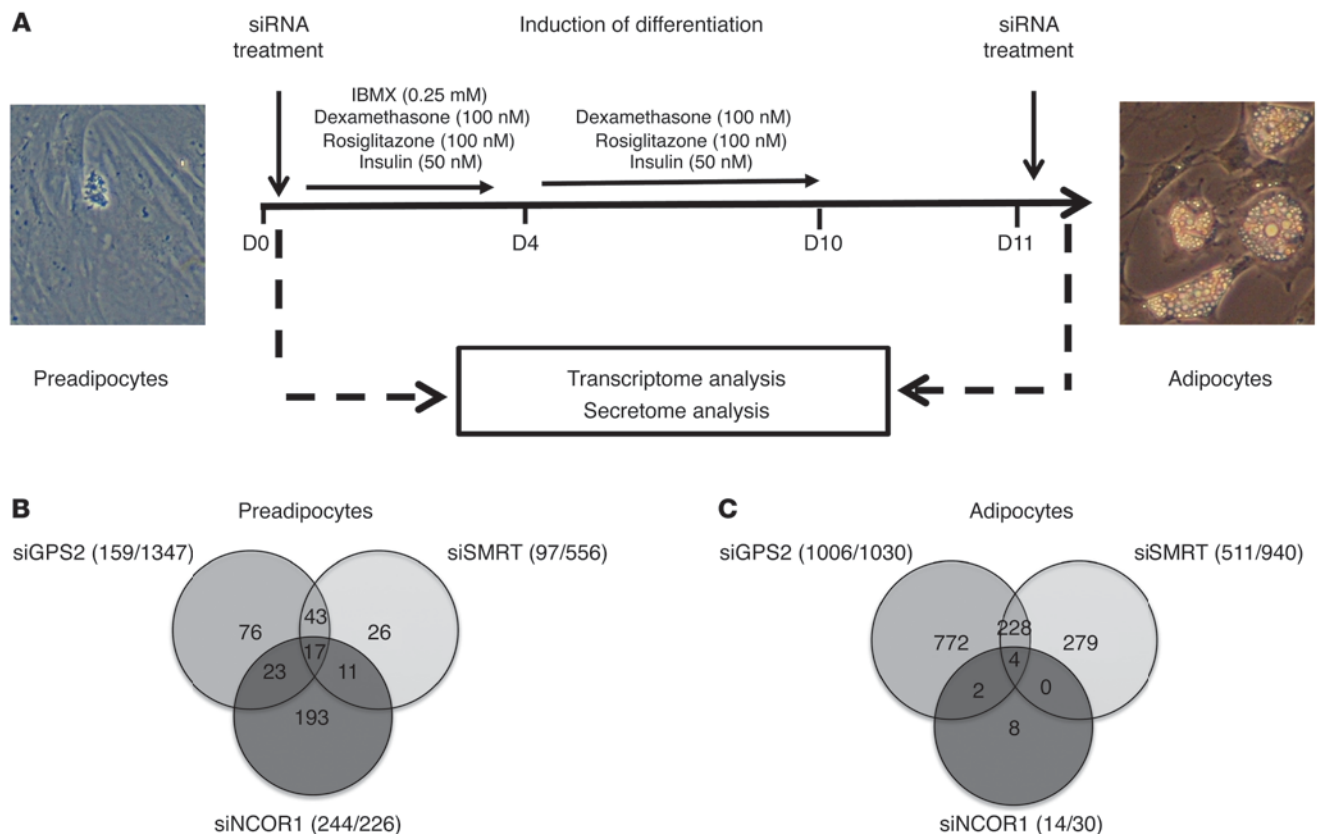 A
siRNA
treatment
Induction of differentiation
siRNA
treatment
IBMX (0.25 mM)
Dexamethasone (100 nM)
Rosiglitazone (100 nM)
Insulin (50 nM)
Dexamethasone (100 nM)
Rosiglitazone (100 nM)
Insulin (50 nM)
D0
D4
D10
D11
Preadipocytes
Transcriptome analysis
Secretome analysis
Adipocytes
B
Preadipocytes
siGPS2 (159/1347)
siSMRT (97/556)
76
43
26
17
23
11
193
siNCOR1 (244/226)
C
Adipocytes
siGPS2 (1006/1030)
siSMRT (511/940)
772
228
279
4
2
0
8
siNCOR1 (14/30)